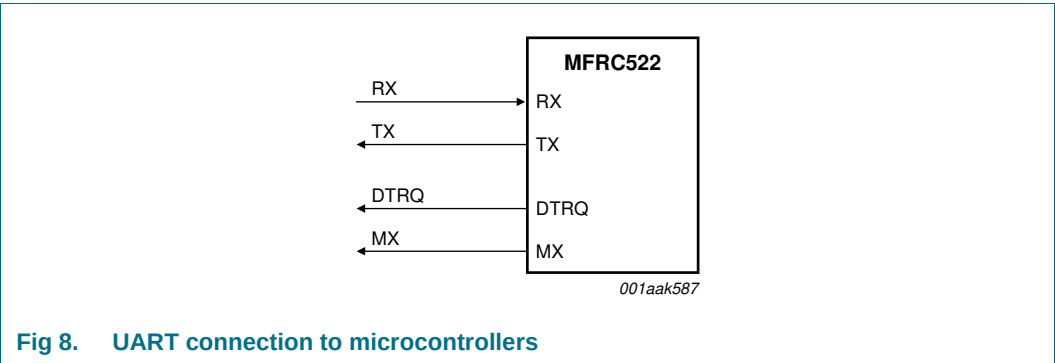 MFRC522
RX RX
TX TX
DTRQ DTRQ
MX MX
001aak587
Fig 8. UART connection to microcontrollers